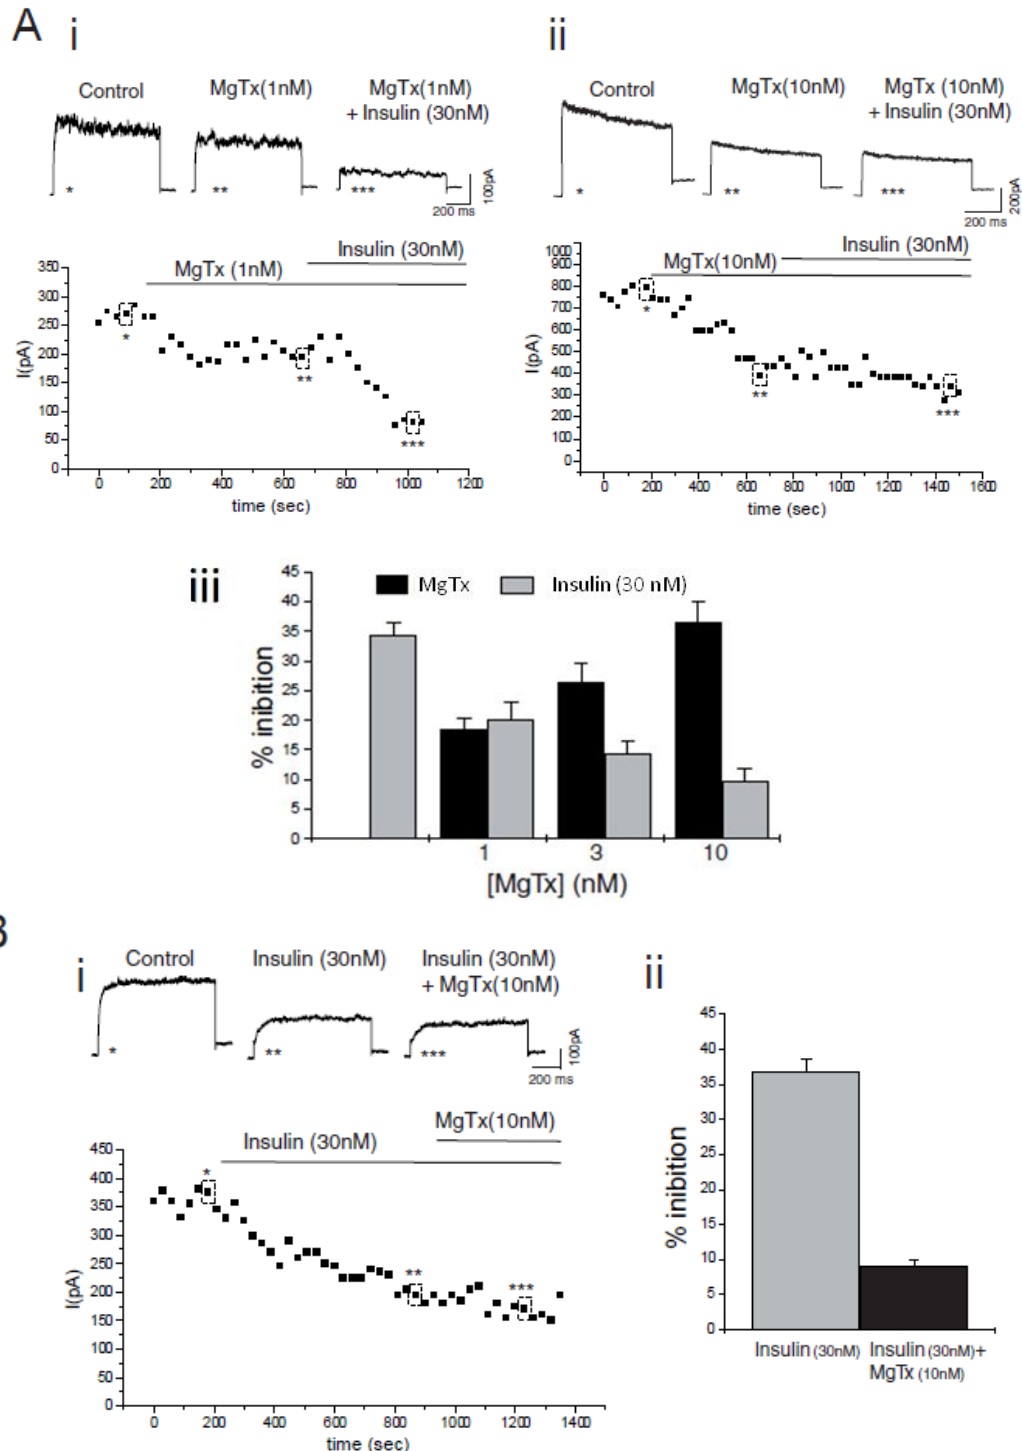 A
i
Control
MgTx(1nM)
MgTx(1nM)
+ Insulin (30nM)
*
**
***
100pA
200 ms
Insulin (30nM)
MgTx (1nM)
350
300
250
200
150
100
50
0
I(pA)
*
**
***
0 200 400 600 800 1000 1200
time (sec)
ii
Control
MgTx(10nM)
MgTx (10nM)
+ Insulin (30nM)
*
**
***
200pA
200 ms
Insulin (30nM)
MgTx(10nM)
1000
900
800
700
600
500
400
300
200
100
0
I(pA)
*
**
***
0 200 400 600 800 1000 1200 1400 1600
time (sec)
iii
MgTx Insulin (30 nM)
45
40
35
30
25
20
15
10
5
0
% inibition
1 3 10
[MgTx] (nM)
B
i
Control
Insulin (30nM)
Insulin (30nM)
+ MgTx(10nM)
*
**
***
100pA
200 ms
MgTx(10nM)
Insulin (30nM)
450
400
350
300
250
200
150
100
50
0
I(pA)
*
**
***
0 200 400 600 800 1000 1200 1400
time (sec)
ii
45
40
35
30
25
20
15
10
5
0
% inibition
Insulin (30nM)
Insulin (30nM)+
MgTx (10nM)